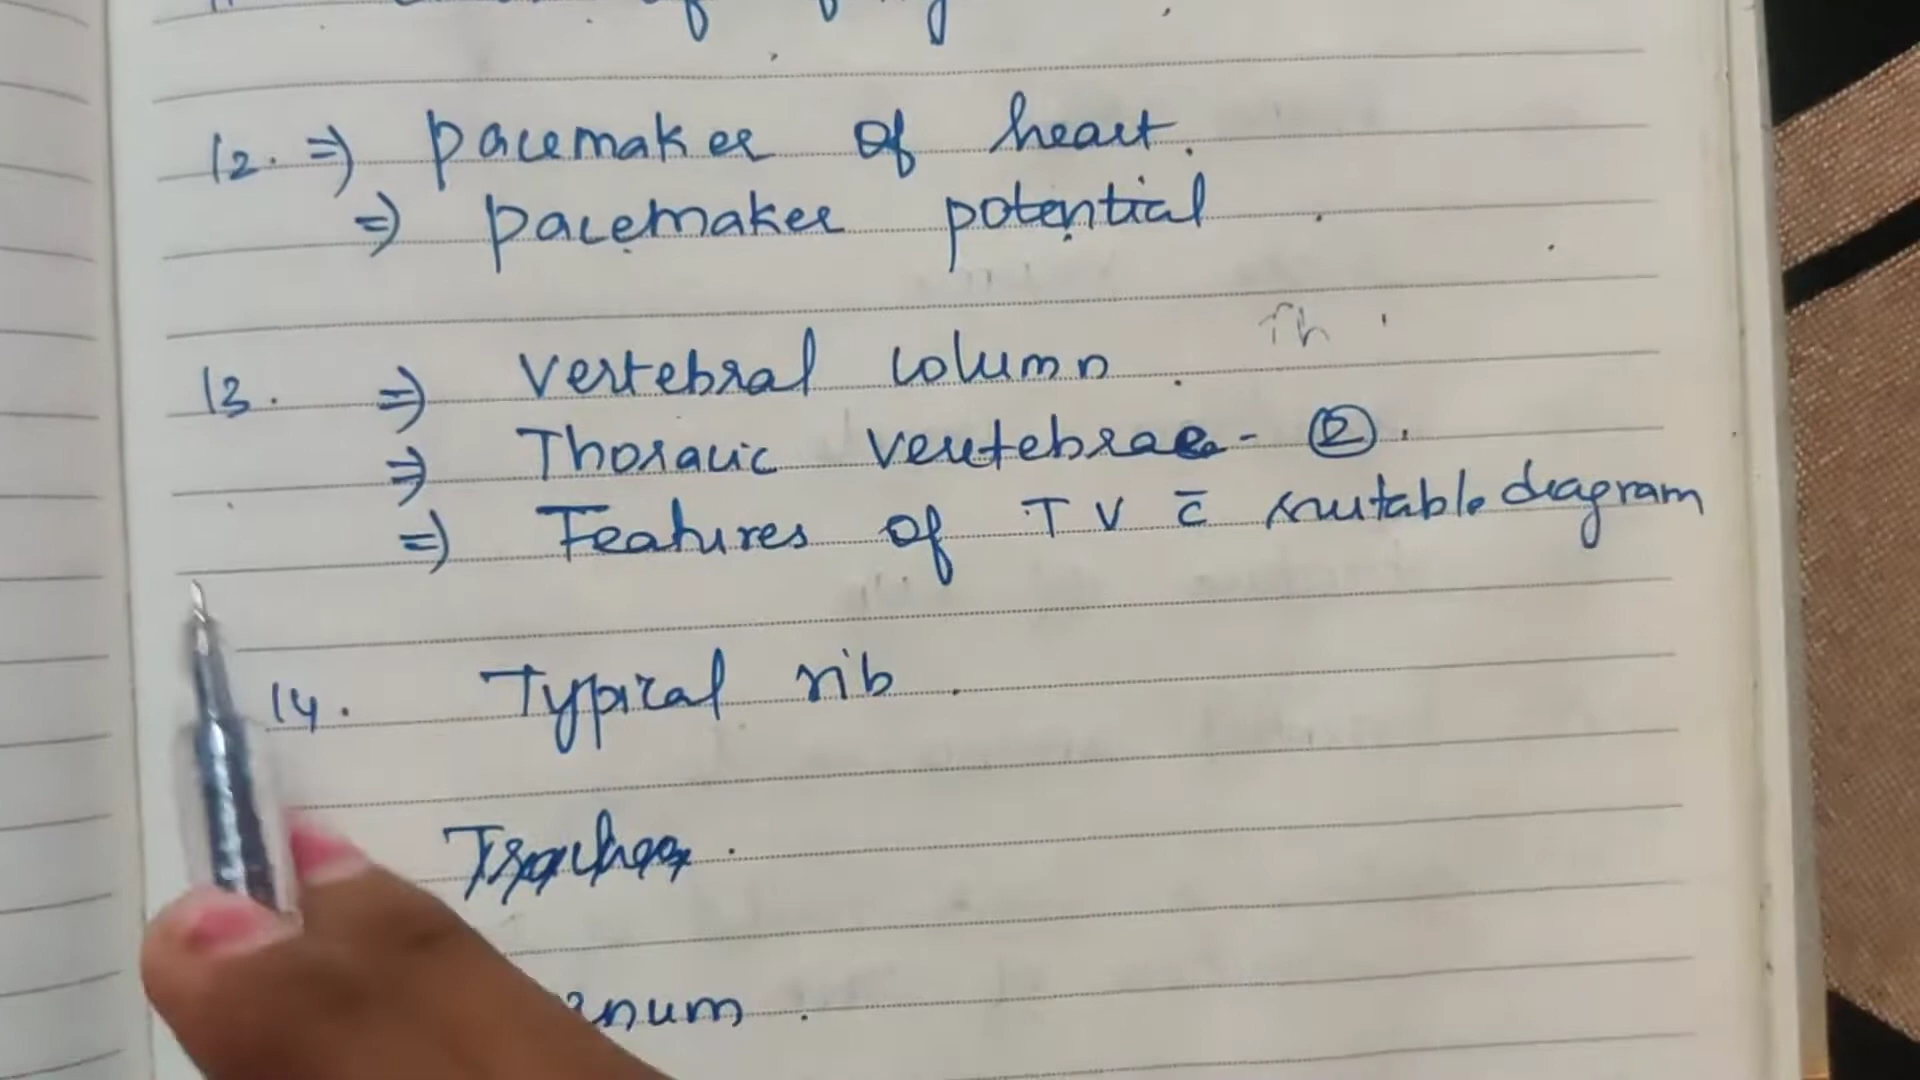 12. ⇒ Pacemaker of heart.
⇒ Pacemaker potential
Th
13. ⇒ Vertebral column.
⇒ Thoracic vertebrae - ②.
⇒ Features of T V c̄ suitable diagram
14. Typical rib.
Trachea.